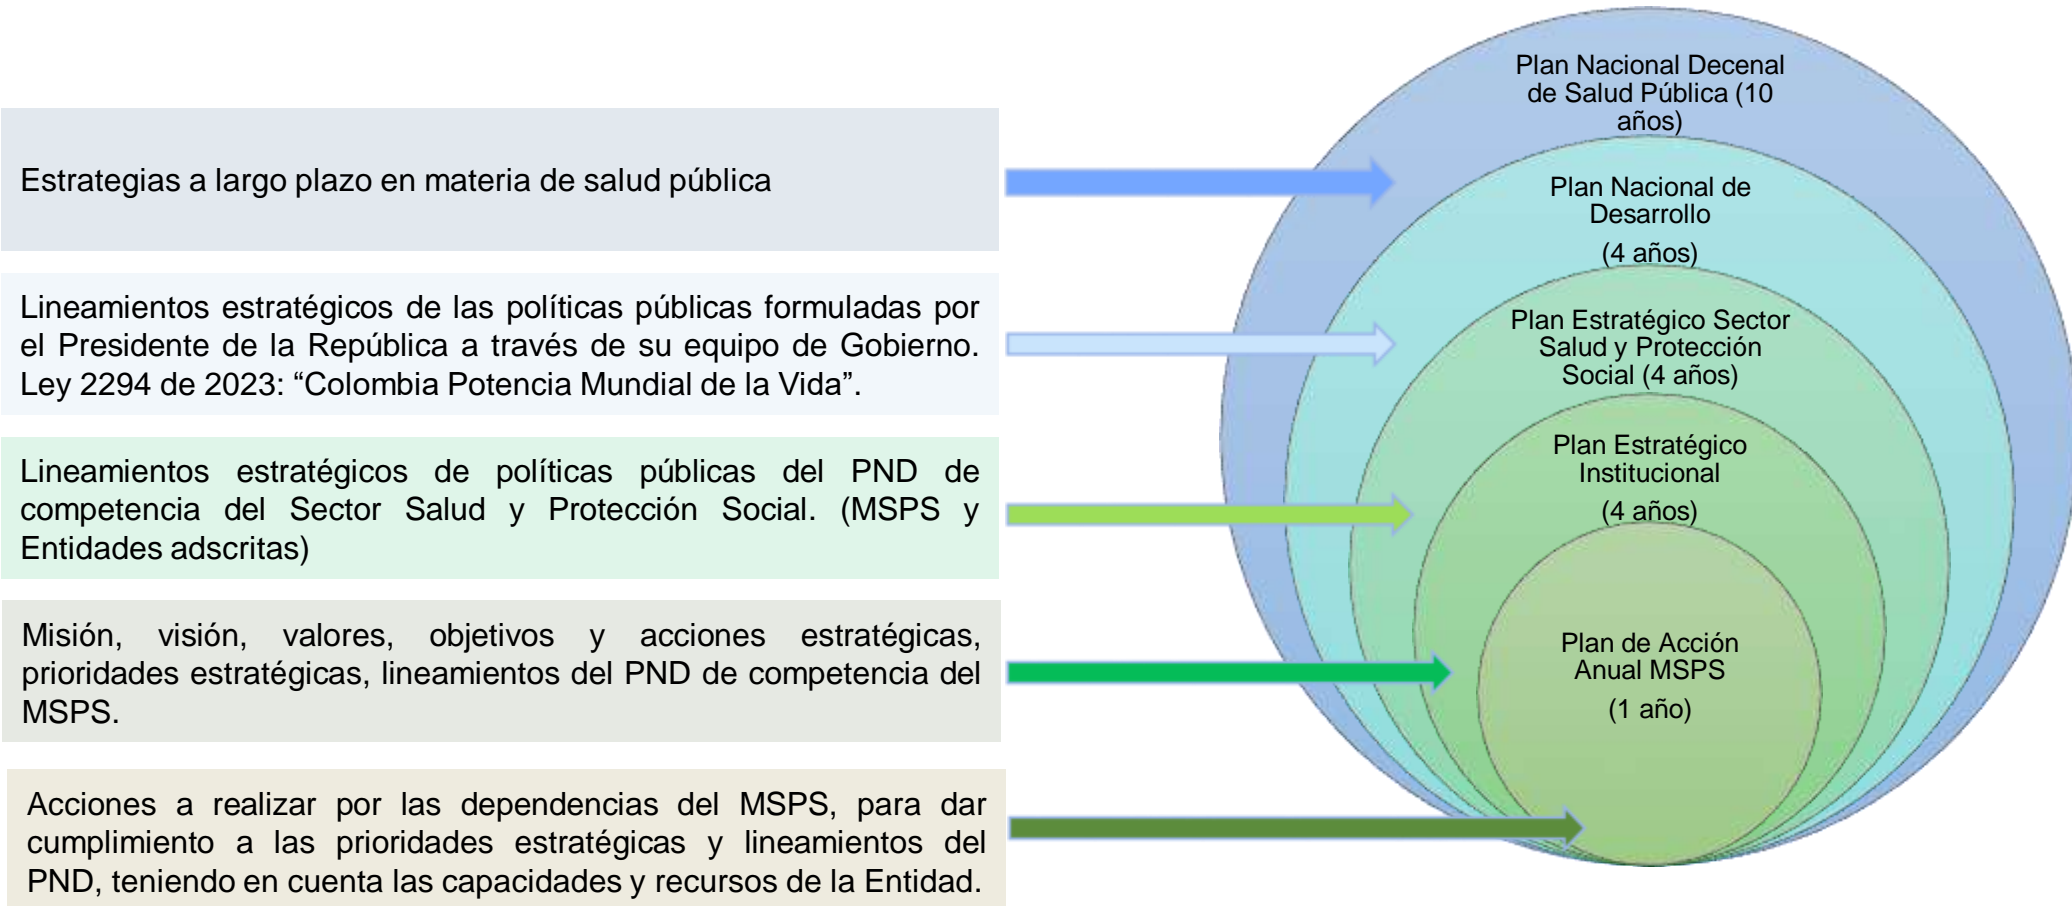 Estrategias a largo plazo en materia de salud pública
Lineamientos estratégicos de las políticas públicas formuladas por
el Presidente de la República a través de su equipo de Gobierno.
Ley 2294 de 2023: “Colombia Potencia Mundial de la Vida”.
Lineamientos estratégicos de políticas públicas del PND de
competencia del Sector Salud y Protección Social. (MSPS y
Entidades adscritas)
Misión, visión, valores, objetivos y acciones estratégicas,
prioridades estratégicas, lineamientos del PND de competencia del
MSPS.
Acciones a realizar por las dependencias del MSPS, para dar
cumplimiento a las prioridades estratégicas y lineamientos del
PND, teniendo en cuenta las capacidades y recursos de la Entidad.
Plan Nacional Decenal
de Salud Pública (10
años)
Plan Nacional de
Desarrollo
(4 años)
Plan Estratégico Sector
Salud y Protección
Social (4 años)
Plan Estratégico
Institucional
(4 años)
Plan de Acción
Anual MSPS
(1 año)